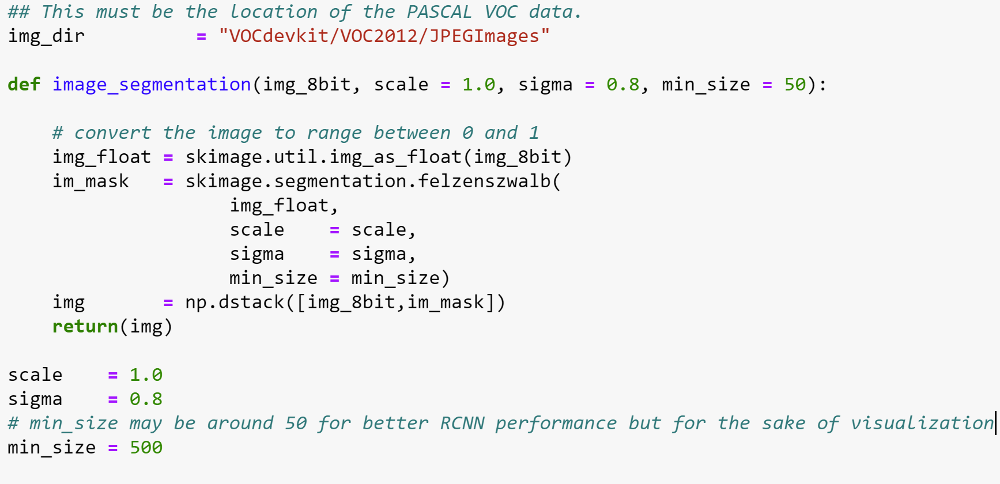 ## This must be the location of the PASCAL VOC data.
img_dir          = "VOCdevkit/VOC2012/JPEGImages"
def image_segmentation(img_8bit, scale = 1.0, sigma = 0.8, min_size = 50):
    # convert the image to range between 0 and 1
    img_float = skimage.util.img_as_float(img_8bit)
    im_mask   = skimage.segmentation.felzenszwalb(
                    img_float,
                    scale    = scale,
                    sigma    = sigma,
                    min_size = min_size)
    img       = np.dstack([img_8bit,im_mask])
    return(img)
scale    = 1.0
sigma    = 0.8
# min_size may be around 50 for better RCNN performance but for the sake of visualization
min_size = 500